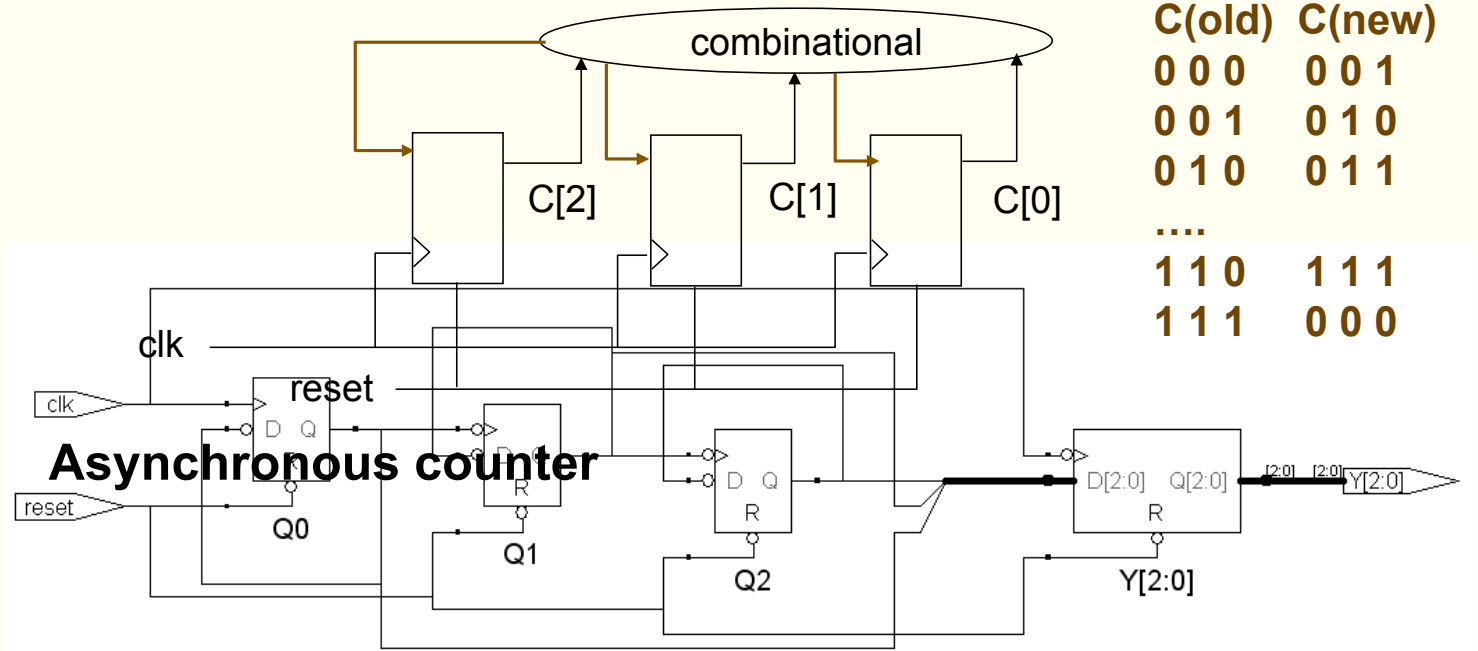 combinational
C(old) C(new)
0 0 0 0 0 1
0 0 1 0 1 0
0 1 0 0 1 1
....
1 1 0 1 1 1
1 1 1 0 0 0
C[2]
C[1]
C[0]
clk
reset
clk
Asynchronous counter
reset
D Q
R
Q0
D Q
R
Q1
D Q
R
Q2
D[2:0] Q[2:0]
R
Y[2:0]
[2:0] [2:0]
Y[2:0]